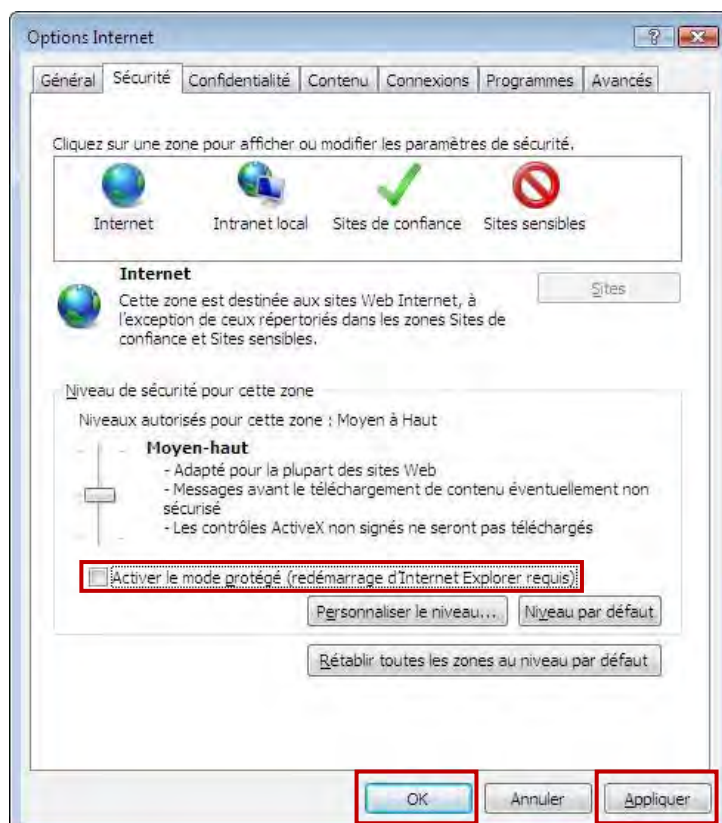 Options Internet
Général Sécurité Confidentialité Contenu Connexions Programmes Avancés
Cliquez sur une zone pour afficher ou modifier les paramètres de sécurité.
Internet Intranet local Sites de confiance Sites sensibles
Internet
Sites
Cette zone est destinée aux sites Web Internet, à
l'exception de ceux répertoriés dans les zones Sites de
confiance et Sites sensibles.
Niveau de sécurité pour cette zone
Niveaux autorisés pour cette zone : Moyen à Haut
Moyen-haut
- Adapté pour la plupart des sites Web
- Messages avant le téléchargement de contenu éventuellement non
sécurisé
- Les contrôles ActiveX non signés ne seront pas téléchargés
Activer le mode protégé (redémarrage d'Internet Explorer requis)
Personnaliser le niveau... Niveau par défaut
Rétablir toutes les zones au niveau par défaut
OK Annuler Appliquer